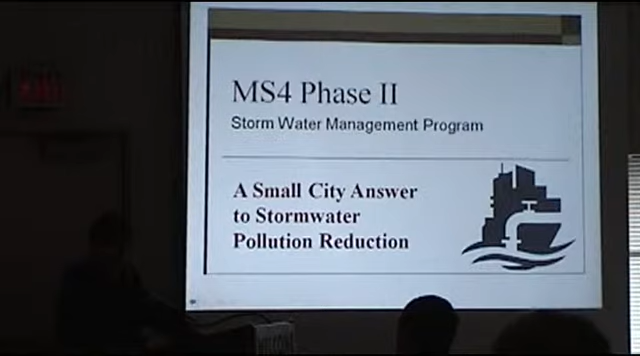 MS4 Phase II
Storm Water Management Program
A Small City Answer
to Stormwater
Pollution Reduction